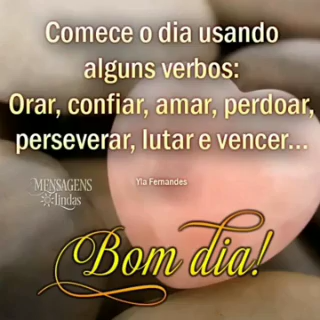 Comece o dia usando
alguns verbos:
Orar, confiar, amar, perdoar,
perseverar, lutar e vencer...
Yla Fernandes
MENSAGENS
Lindas
Bom dia!